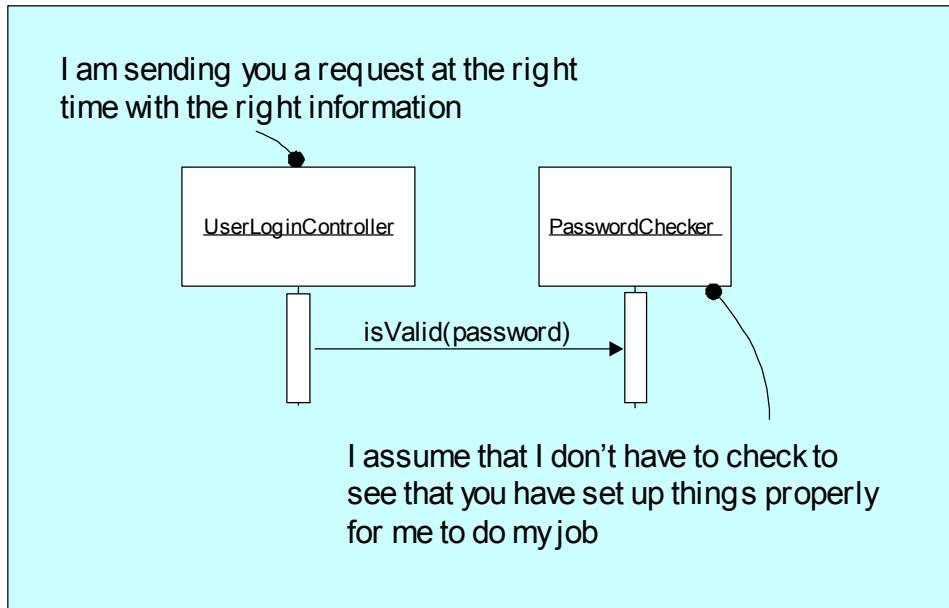 I am sending you a request at the right
time with the right information
UserLoginController
PasswordChecker
isValid(password)
I assume that I don’t have to check to
see that you have set up things properly
for me to do my job